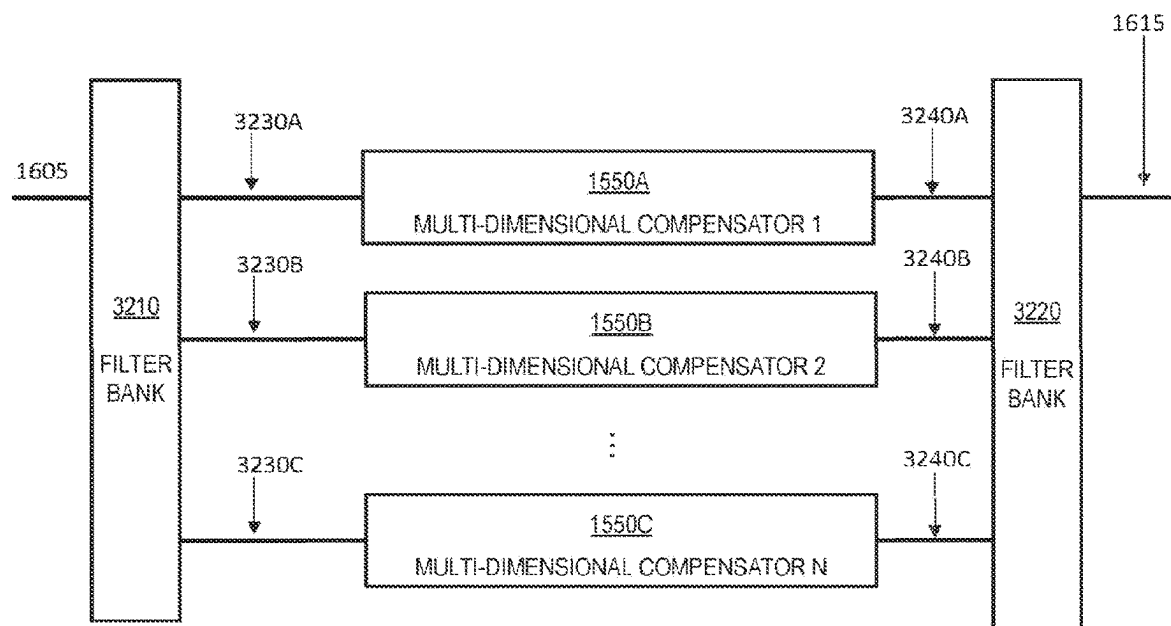 1615
3230A
3240A
1605
1550A
MULTI-DIMENSIONAL COMPENSATOR 1
3230B
3240B
3210
FILTER
BANK
1550B
MULTI-DIMENSIONAL COMPENSATOR 2
3220
FILTER
BANK
3230C
3240C
1550C
MULTI-DIMENSIONAL COMPENSATOR N